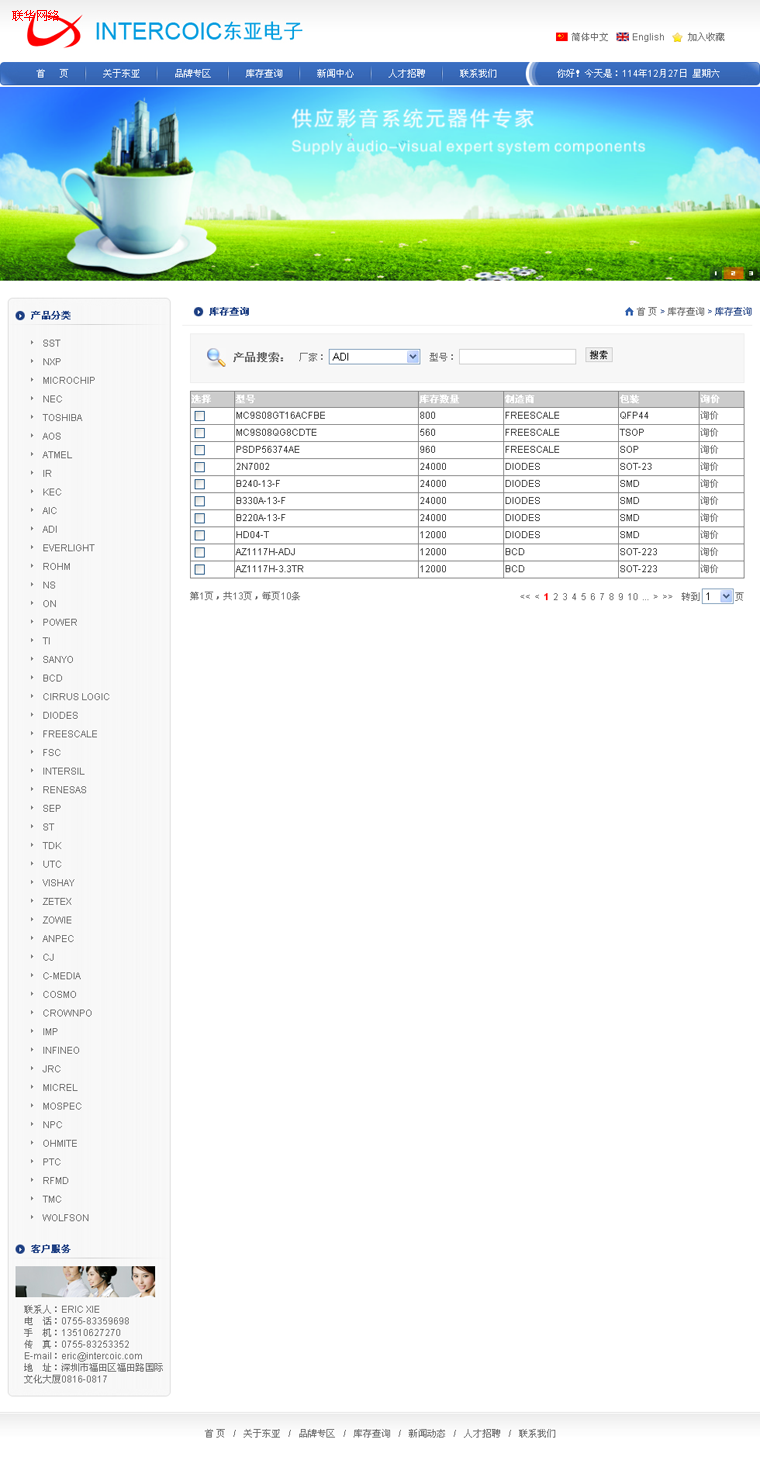 联华网络
INTERCOIC东亚电子
简体中文 English 加入收藏
首 页 关于东亚 品牌专区 库存查询 新闻中心 人才招聘 联系我们 你好! 今天是：114年12月27日 星期六
供应影音系统元器件专家
Supply audio-visual expert system components
1 2 3
产品分类
SST
NXP
MICROCHIP
NEC
TOSHIBA
AOS
ATMEL
IR
KEC
AIC
ADI
EVERLIGHT
ROHM
NS
ON
POWER
TI
SANYO
BCD
CIRRUS LOGIC
DIODES
FREESCALE
FSC
INTERSIL
RENESAS
SEP
ST
TDK
UTC
VISHAY
ZETEX
ZOWIE
ANPEC
CJ
C-MEDIA
COSMO
CROWNPO
IMP
INFINEO
JRC
MICREL
MOSPEC
NPC
OHMITE
PTC
RFMD
TMC
WOLFSON
客户服务
联系人：ERIC XIE
电 话：0755-83359698
手 机：13510627270
传 真：0755-83253352
E-mail：eric@intercoic.com
地 址：深圳市福田区福田路国际
文化大厦0816-0817
库存查询 首 页 > 库存查询 > 库存查询
产品搜索： 厂家： ADI 型号： 搜索
选择 型号 库存数量 制造商 包装 询价
MC9S08GT16ACFBE 800 FREESCALE QFP44 询价
MC9S08QG8CDTE 560 FREESCALE TSOP 询价
PSDP56374AE 960 FREESCALE SOP 询价
2N7002 24000 DIODES SOT-23 询价
B240-13-F 24000 DIODES SMD 询价
B330A-13-F 24000 DIODES SMD 询价
B220A-13-F 24000 DIODES SMD 询价
HD04-T 12000 DIODES SMD 询价
AZ1117H-ADJ 12000 BCD SOT-223 询价
AZ1117H-3.3TR 12000 BCD SOT-223 询价
第1页，共13页，每页10条 << < 1 2 3 4 5 6 7 8 9 10 ... > >> 转到 1 页
首 页 / 关于东亚 / 品牌专区 / 库存查询 / 新闻动态 / 人才招聘 / 联系我们